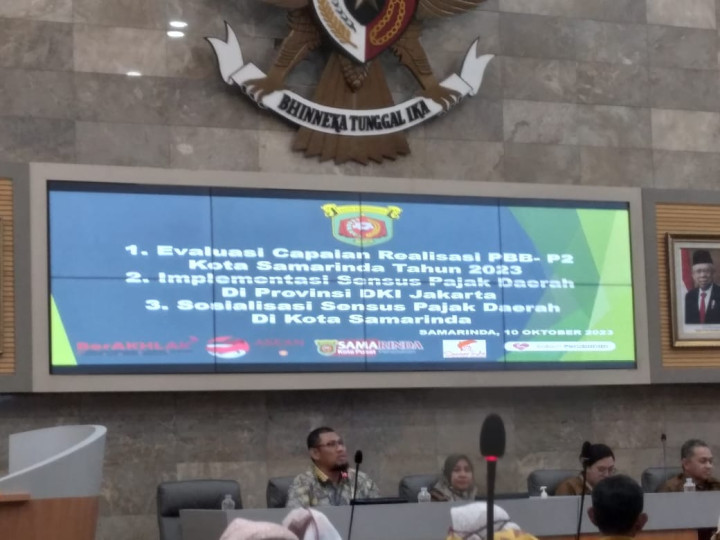 BHINNEKA TUNGGAL IKA
1. Evaluasi Capaian Realisasi PBB- P2
Kota Samarinda Tahun 2023
2. Implementasi Sensus Pajak Daerah
Di Provinsi DKI Jakarta
3. Sosialisasi Sensus Pajak Daerah
Di Kota Samarinda
SAMARINDA, 10 OKTOBER 2023
BerAKHLAK
SAMARINDA